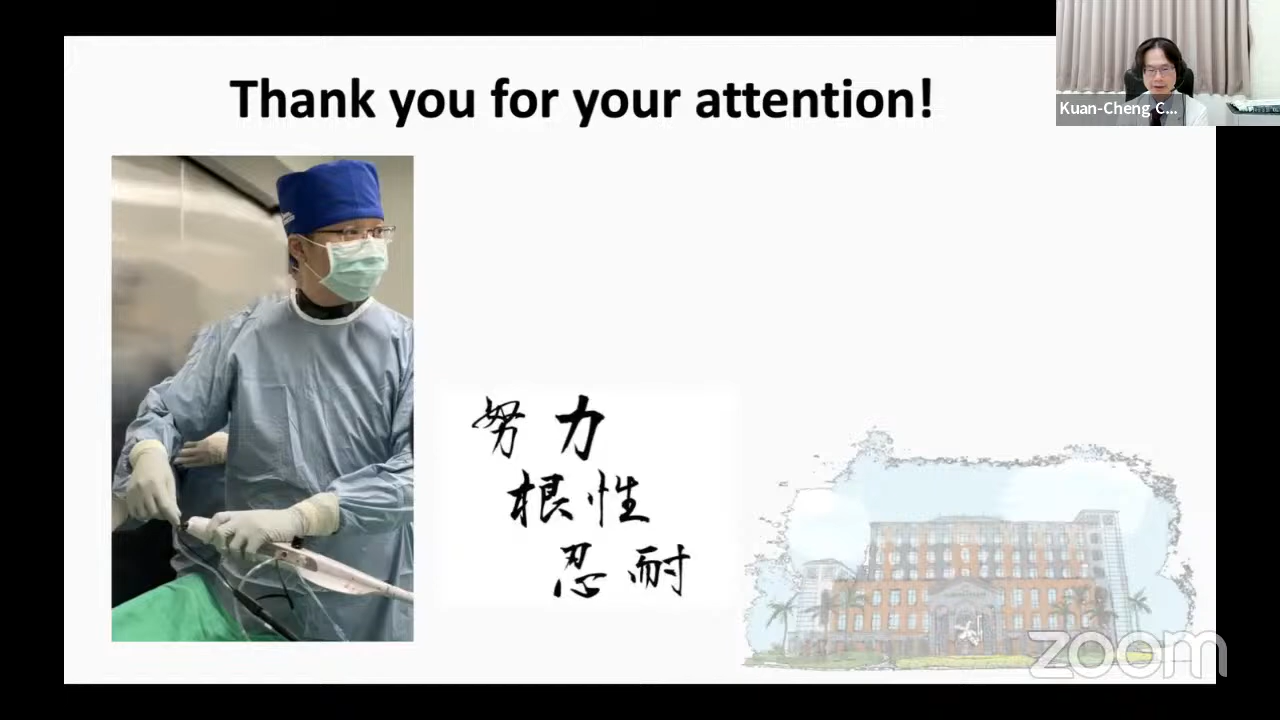 Thank you for your attention!
Kuan-Cheng C...
努力
根性
忍耐
zoom